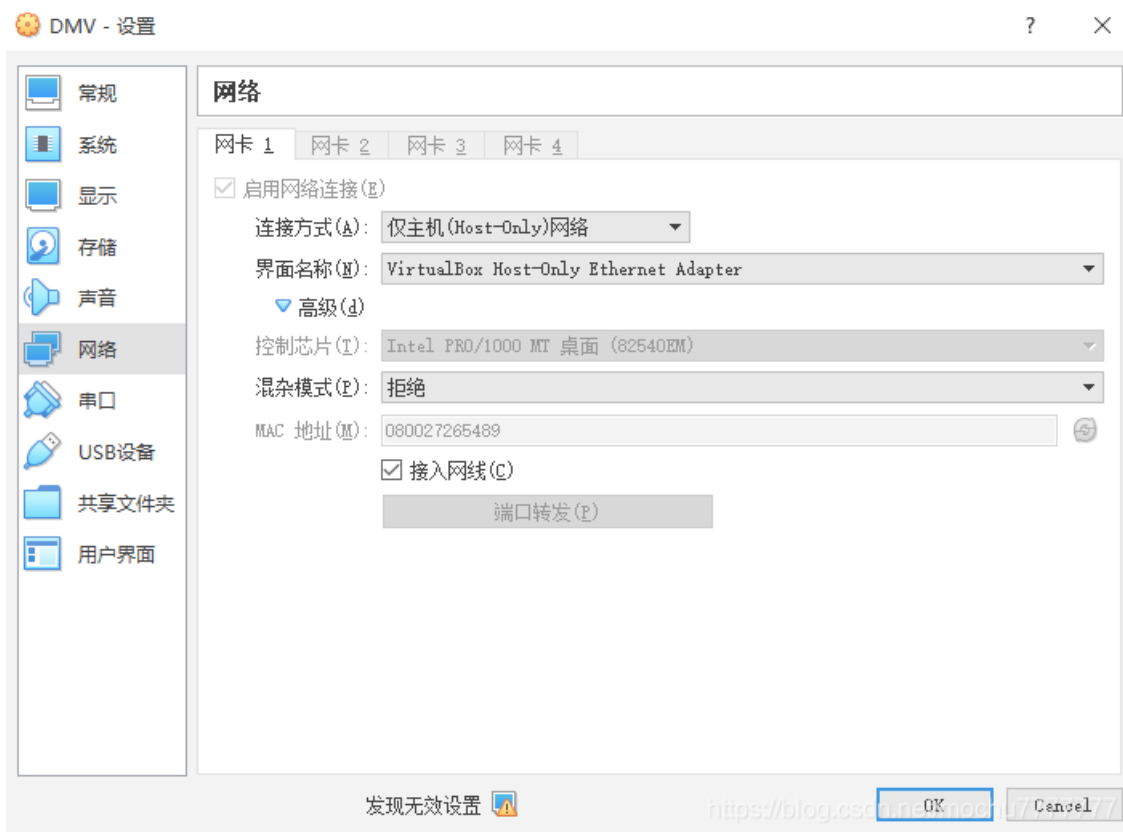 DMV - 设置
?
常规
系统
显示
存储
声音
网络
串口
USB设备
共享文件夹
用户界面
网络
网卡 1 网卡 2 网卡 3 网卡 4
启用网络连接(E)
连接方式(A): 仅主机(Host-Only)网络
界面名称(N): VirtualBox Host-Only Ethernet Adapter
高级(d)
控制芯片(T): Intel PRO/1000 MT 桌面 (82540EM)
混杂模式(P): 拒绝
MAC 地址(M): 080027265489
接入网线(C)
端口转发(P)
发现无效设置
OK Cancel
https://blog.csdn.net/mochu7777777